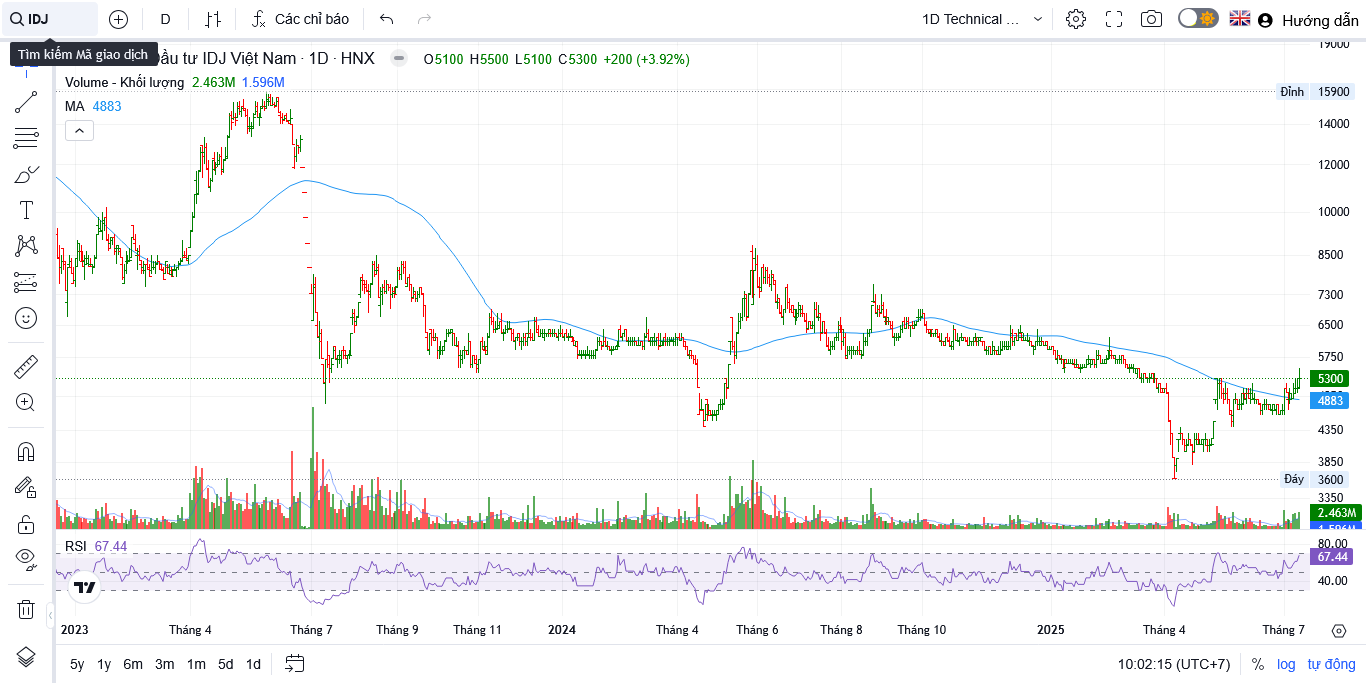 IDJ
D
Các chỉ báo
1D Technical ...
Hướng dẫn
Tìm kiếm Mã giao dịch
ầu tư IDJ Việt Nam · 1D · HNX
O5100 H5500 L5100 C5300 +200 (+3.92%)
Volume - Khối lượng 2.463M 1.596M
MA 4883
19000
Đỉnh 15900
14000
12000
10000
8500
7300
6500
5750
5300
4883
4350
3850
Đáy 3600
3350
2.463M
RSI 67.44
80.00
67.44
40.00
2023 Tháng 4 Tháng 7 Tháng 9 Tháng 11 2024 Tháng 4 Tháng 6 Tháng 8 Tháng 10 2025 Tháng 4 Tháng 7
5y 1y 6m 3m 1m 5d 1d
10:02:15 (UTC+7) % log tự động